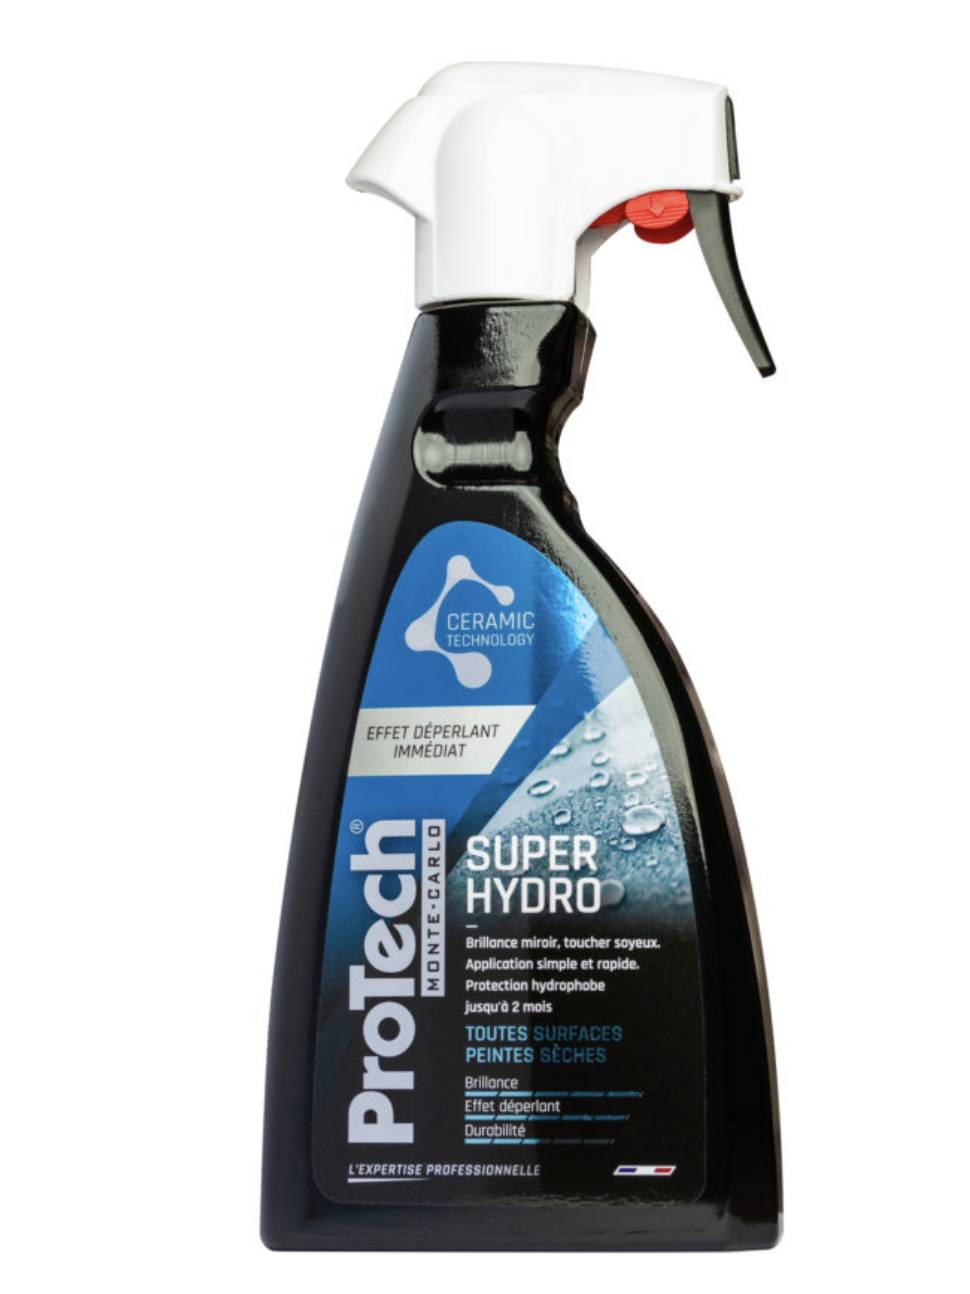 CERAMIC
TECHNOLOGY
EFFET DÉPERLANT
IMMÉDIAT
ProTech®
MONTE-CARLO
SUPER
HYDRO
Brillance miroir, toucher soyeux.
Application simple et rapide.
Protection hydrophobe
jusqu'à 2 mois
TOUTES SURFACES
PEINTES SÈCHES
Brillance
Effet déperlant
Durabilité
L'EXPERTISE PROFESSIONNELLE